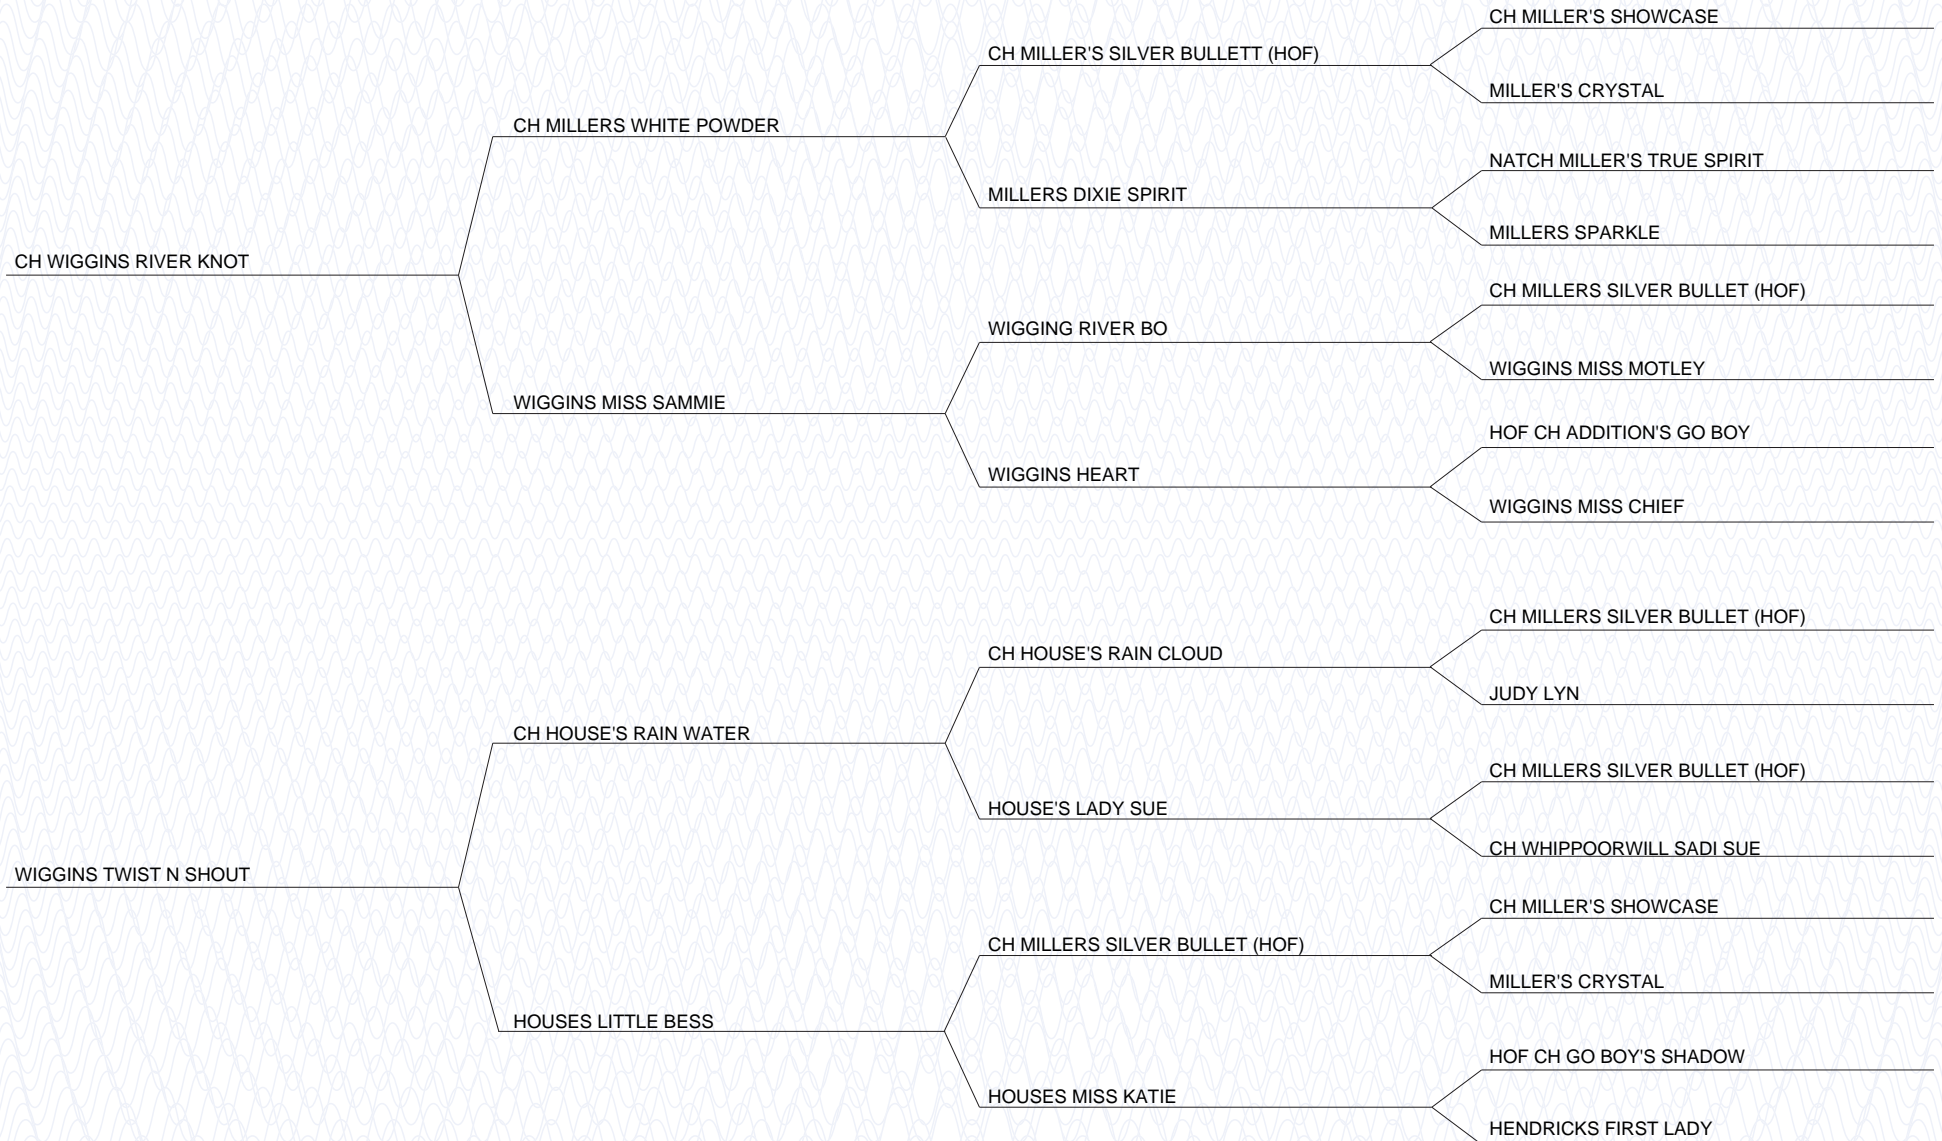 CH MILLER'S SHOWCASE
CH MILLER'S SILVER BULLETT (HOF)
MILLER'S CRYSTAL
CH MILLERS WHITE POWDER
NATCH MILLER'S TRUE SPIRIT
MILLERS DIXIE SPIRIT
MILLERS SPARKLE
CH WIGGINS RIVER KNOT
CH MILLERS SILVER BULLET (HOF)
WIGGING RIVER BO
WIGGINS MISS MOTLEY
WIGGINS MISS SAMMIE
HOF CH ADDITION'S GO BOY
WIGGINS HEART
WIGGINS MISS CHIEF
CH MILLERS SILVER BULLET (HOF)
CH HOUSE'S RAIN CLOUD
JUDY LYN
CH HOUSE'S RAIN WATER
CH MILLERS SILVER BULLET (HOF)
HOUSE'S LADY SUE
CH WHIPPOORWILL SADI SUE
WIGGINS TWIST N SHOUT
CH MILLER'S SHOWCASE
CH MILLERS SILVER BULLET (HOF)
MILLER'S CRYSTAL
HOUSES LITTLE BESS
HOF CH GO BOY'S SHADOW
HOUSES MISS KATIE
HENDRICKS FIRST LADY